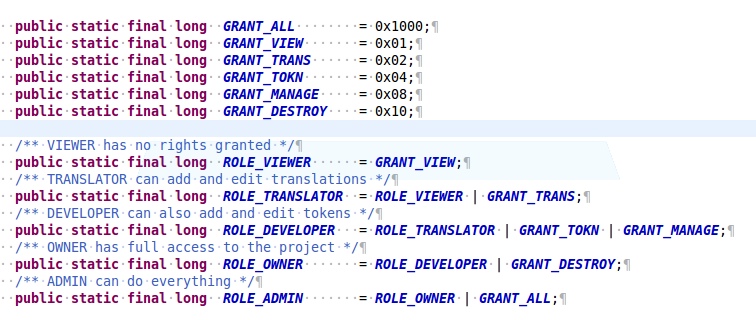 public static final long GRANT_ALL = 0x1000;¶
public static final long GRANT_VIEW = 0x01;¶
public static final long GRANT_TRANS = 0x02;¶
public static final long GRANT_TOKN = 0x04;¶
public static final long GRANT_MANAGE = 0x08;¶
public static final long GRANT_DESTROY = 0x10;¶
/** VIEWER has no rights granted */¶
public static final long ROLE_VIEWER = GRANT_VIEW;¶
/** TRANSLATOR can add and edit translations */¶
public static final long ROLE_TRANSLATOR = ROLE_VIEWER | GRANT_TRANS;¶
/** DEVELOPER can also add and edit tokens */¶
public static final long ROLE_DEVELOPER = ROLE_TRANSLATOR | GRANT_TOKN | GRANT_MANAGE;¶
/** OWNER has full access to the project */¶
public static final long ROLE_OWNER = ROLE_DEVELOPER | GRANT_DESTROY;¶
/** ADMIN can do everything */¶
public static final long ROLE_ADMIN = ROLE_OWNER | GRANT_ALL;¶